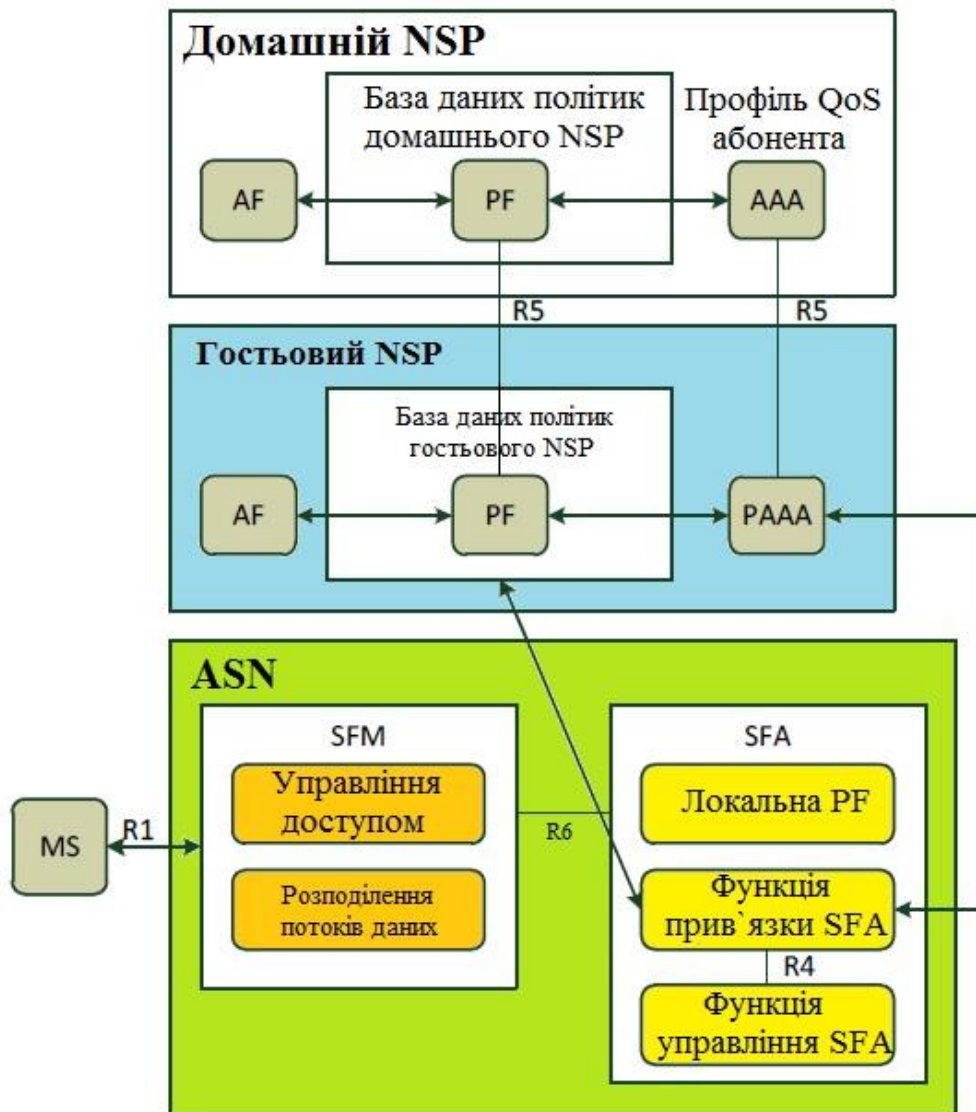 Домашній NSP
База даних політик
домашнього NSP
Профіль QoS
абонента
AF
PF
AAA
R5
R5
Гостьовий NSP
База даних політик
гостьового NSP
AF
PF
PAAA
ASN
SFM
Управління
доступом
Розподілення
потоків даних
MS
R1
R6
SFA
Локальна PF
Функція
прив`язки SFA
R4
Функція
управління SFA